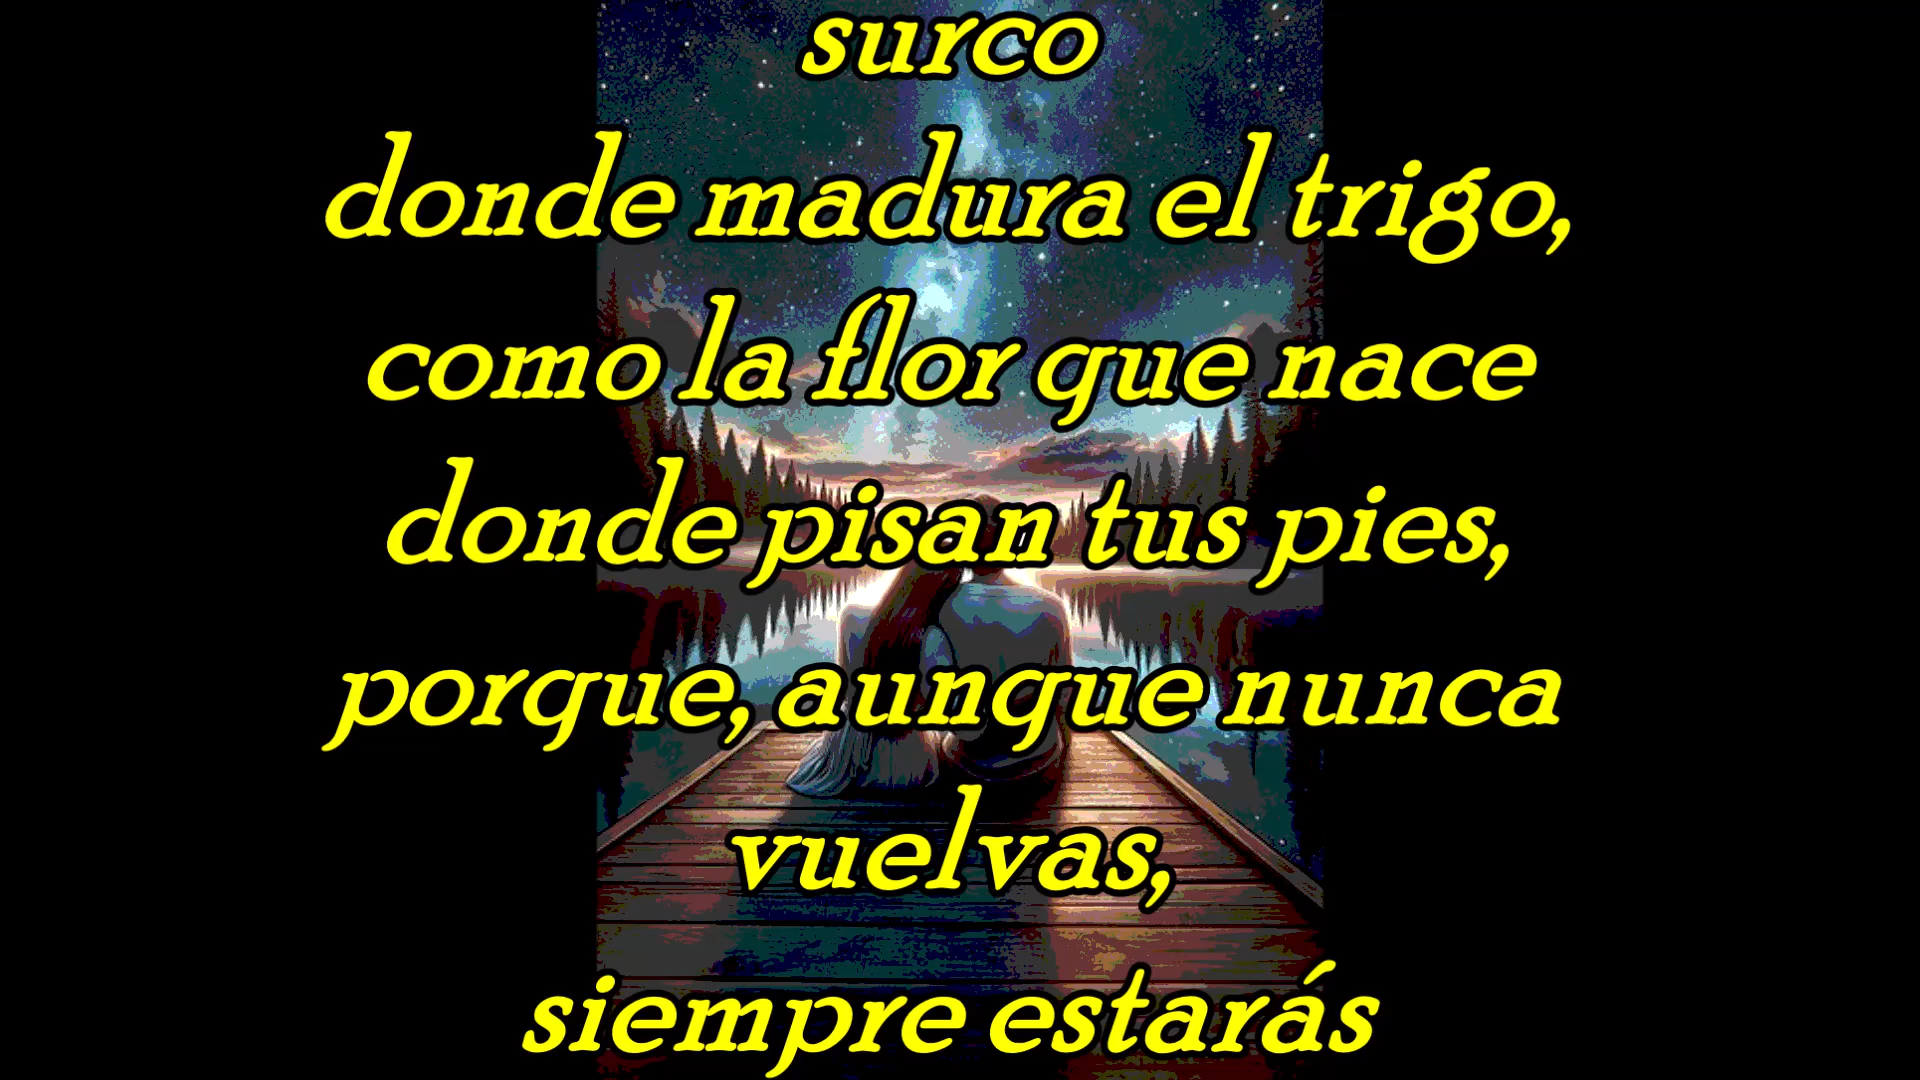 surco
donde madura el trigo,
como la flor que nace
donde pisan tus pies,
porque, aunque nunca
vuelvas,
siempre estarás